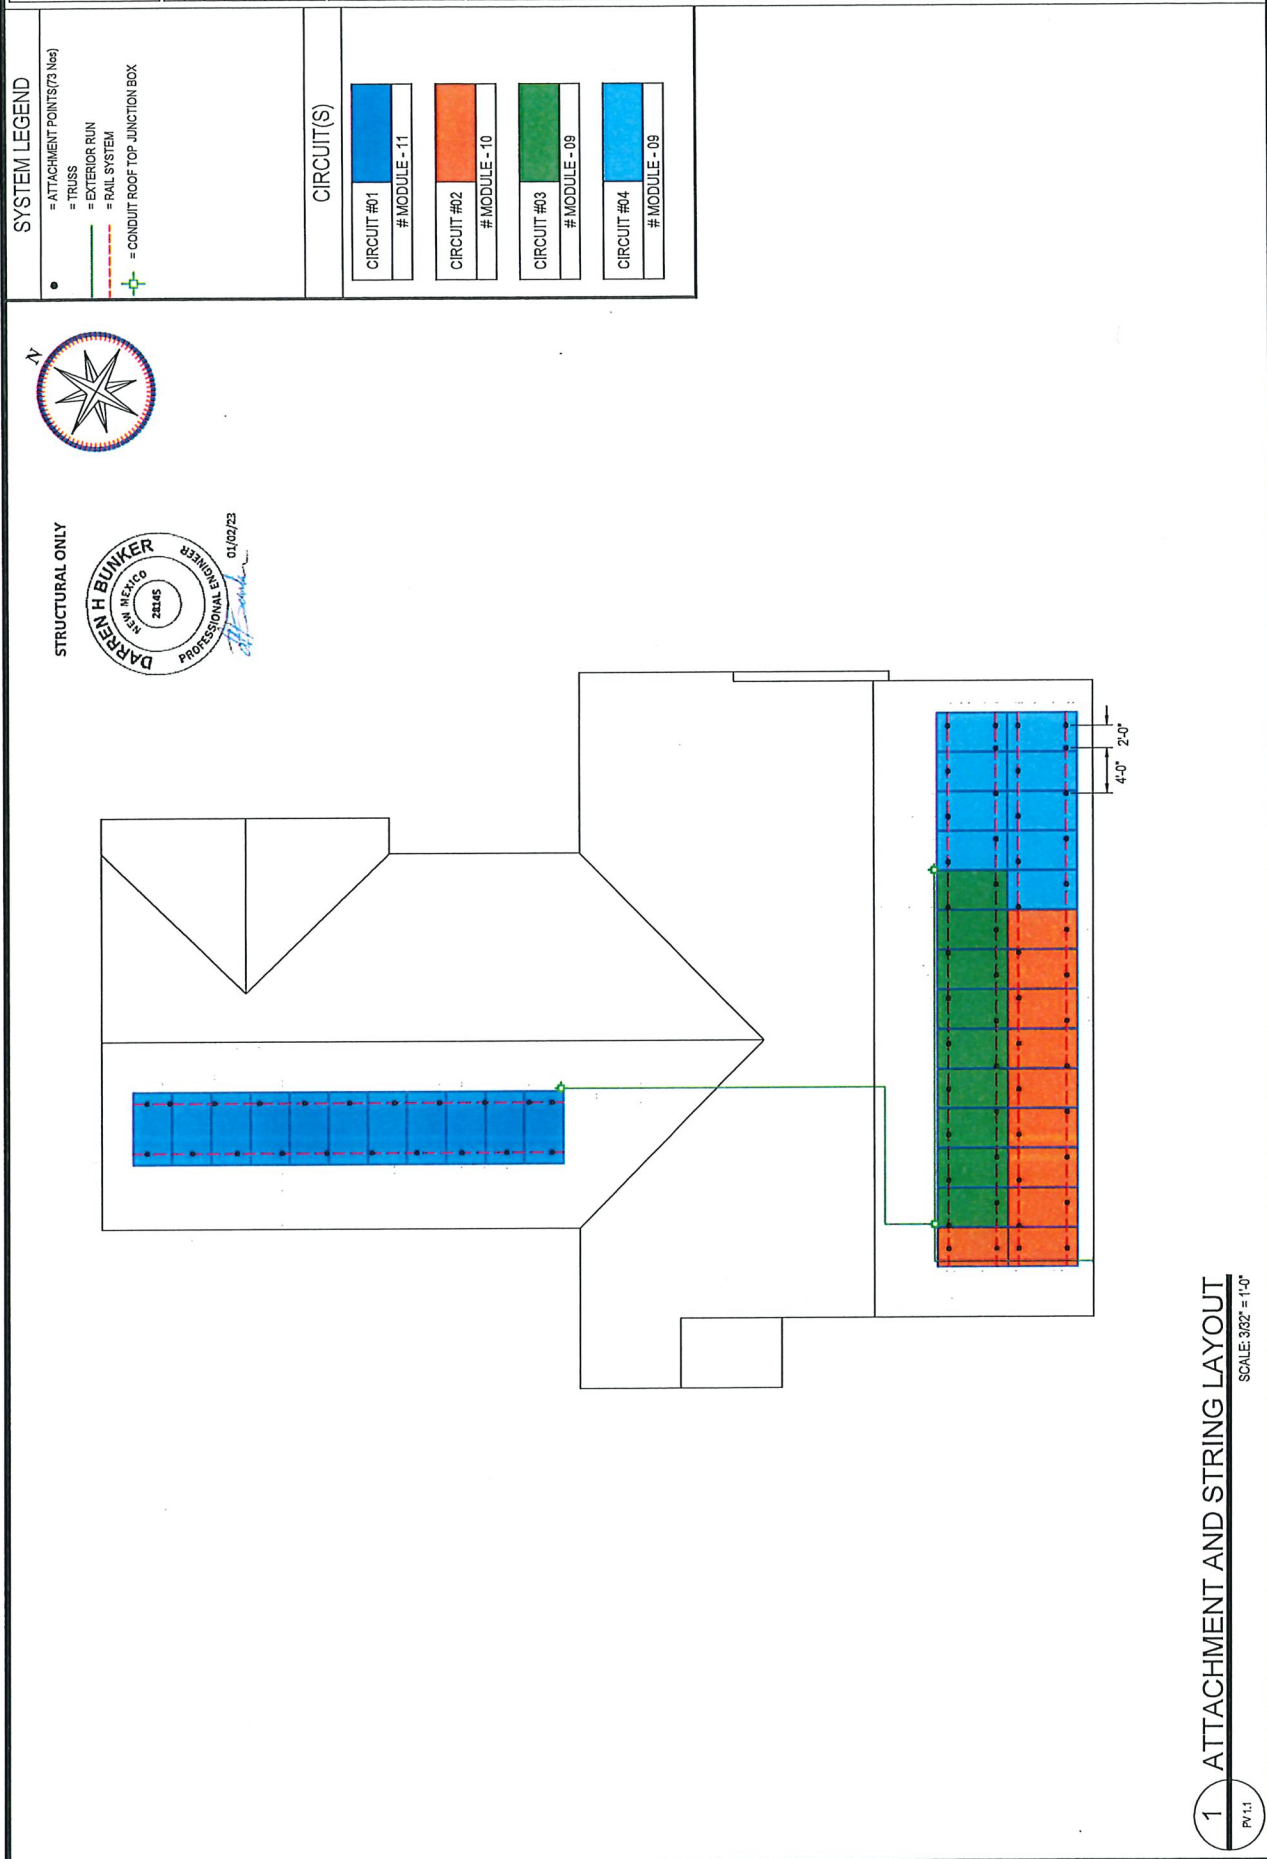 SYSTEM LEGEND
= ATTACHMENT POINTS(73 Nos)
= TRUSS
= EXTERIOR RUN
= RAIL SYSTEM
= CONDUIT ROOF TOP JUNCTION BOX
CIRCUIT(S)
CIRCUIT #01
# MODULE - 11
CIRCUIT #02
# MODULE - 10
CIRCUIT #03
# MODULE - 09
CIRCUIT #04
# MODULE - 09
N
STRUCTURAL ONLY
DARREN H BUNKER
NEW MEXICO
28145
PROFESSIONAL ENGINEER
01/02/23
4'-0"
2'-0"
1
PV 1.1
ATTACHMENT AND STRING LAYOUT
SCALE: 3/32" = 1'-0"